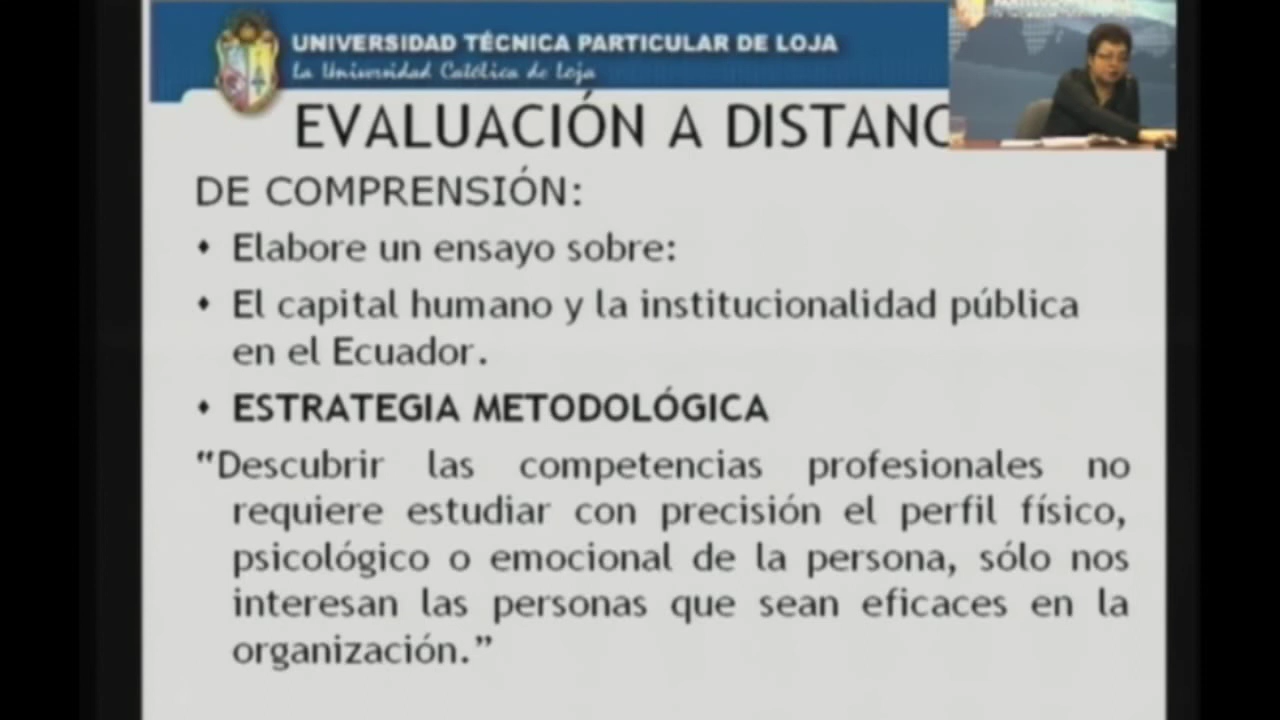 UNIVERSIDAD TÉCNICA PARTICULAR DE LOJA
La Universidad Católica de Loja
EVALUACIÓN A DISTANC
DE COMPRENSIÓN:
• Elabore un ensayo sobre:
• El capital humano y la institucionalidad pública
en el Ecuador.
• ESTRATEGIA METODOLÓGICA
“Descubrir las competencias profesionales no
requiere estudiar con precisión el perfil físico,
psicológico o emocional de la persona, sólo nos
interesan las personas que sean eficaces en la
organización.”